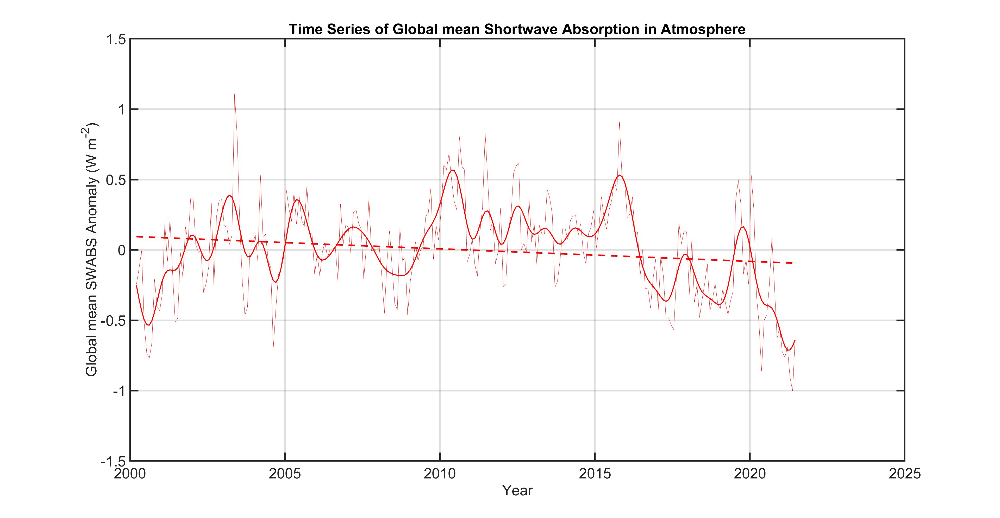 Time Series of Global mean Shortwave Absorption in Atmosphere
Global mean SWABS Anomaly (W m-2)
1.5
1
0.5
0
-0.5
-1
-1.5
2000 2005 2010 2015 2020 2025
Year